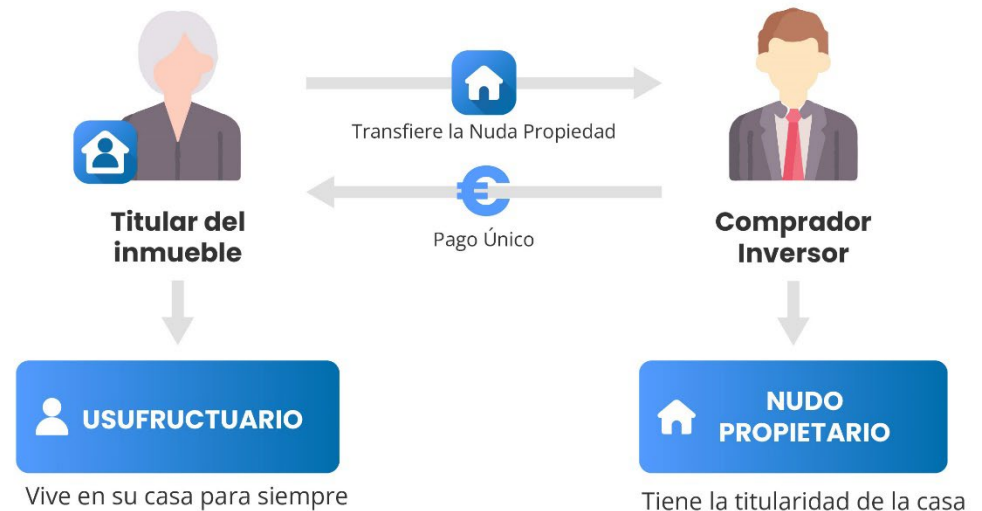 Transfiere la Nuda Propiedad
Pago Único
Titular del
inmueble
Comprador
Inversor
USUFRUCTUARIO
NUDO
PROPIETARIO
Vive en su casa para siempre
Tiene la titularidad de la casa